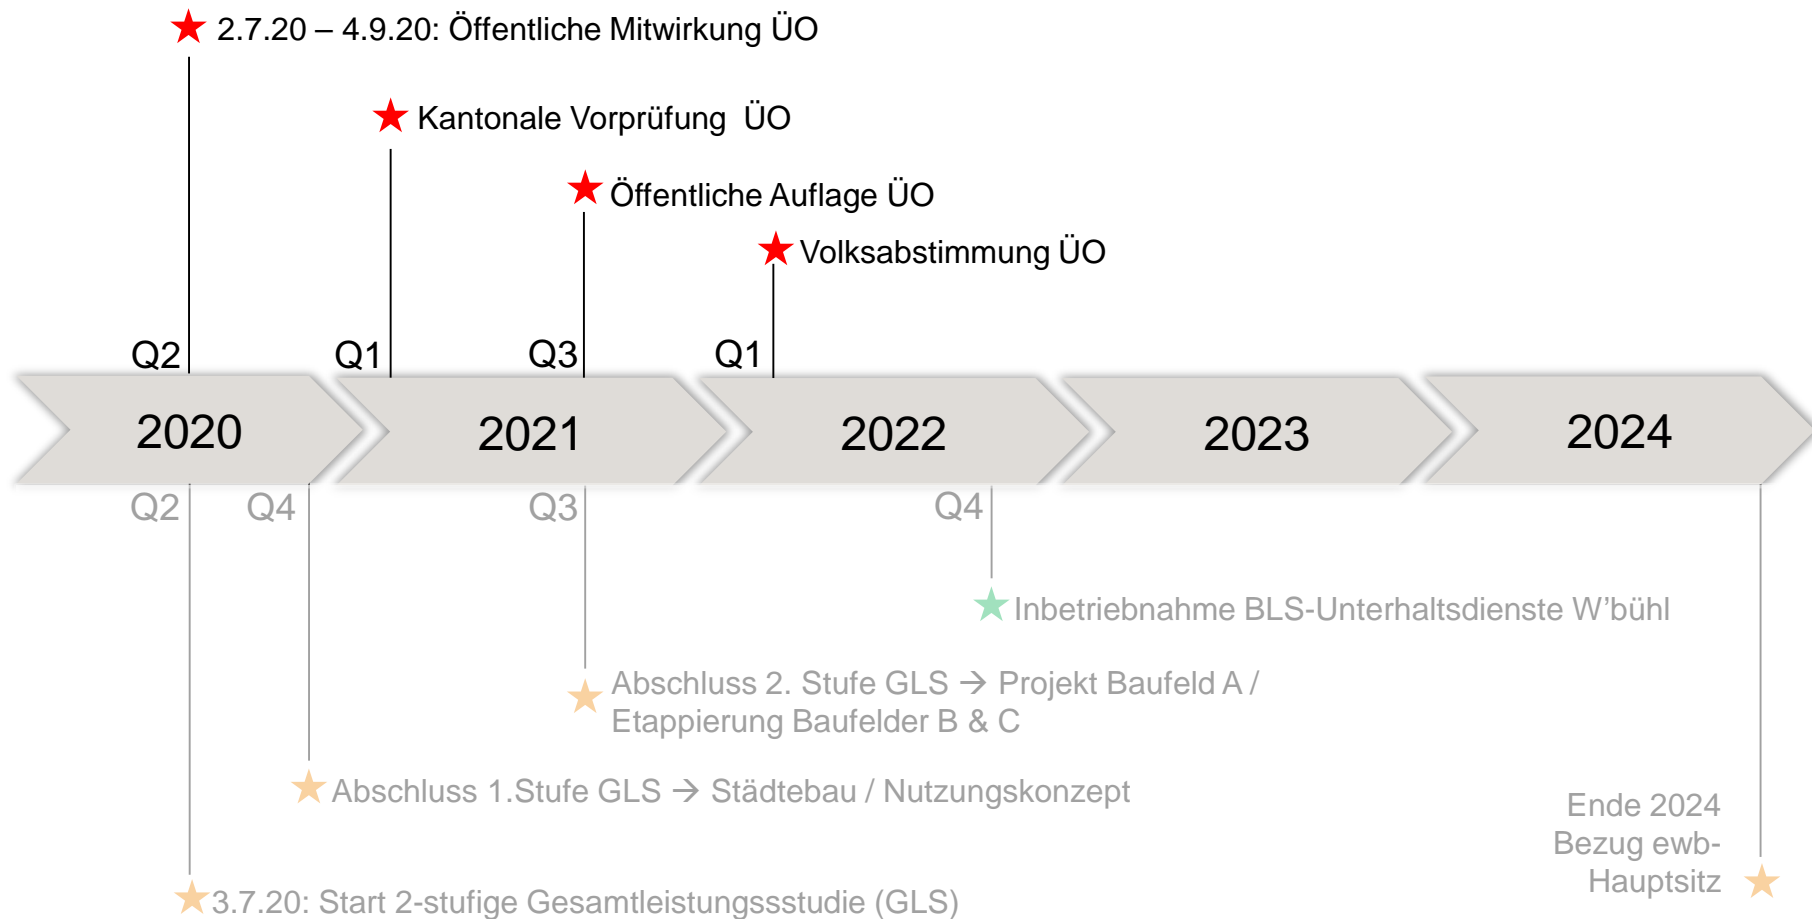 2.7.20 – 4.9.20: Öffentliche Mitwirkung ÜO
Kantonale Vorprüfung ÜO
Öffentliche Auflage ÜO
Volksabstimmung ÜO
Q2 Q1 Q3 Q1
2020 2021 2022 2023 2024
Q2 Q4 Q3 Q4
Inbetriebnahme BLS-Unterhaltsdienste W’bühl
Abschluss 2. Stufe GLS → Projekt Baufeld A /
Etappierung Baufelder B & C
Abschluss 1.Stufe GLS → Städtebau / Nutzungskonzept
Ende 2024
Bezug ewb-
Hauptsitz
3.7.20: Start 2-stufige Gesamtleistungssstudie (GLS)